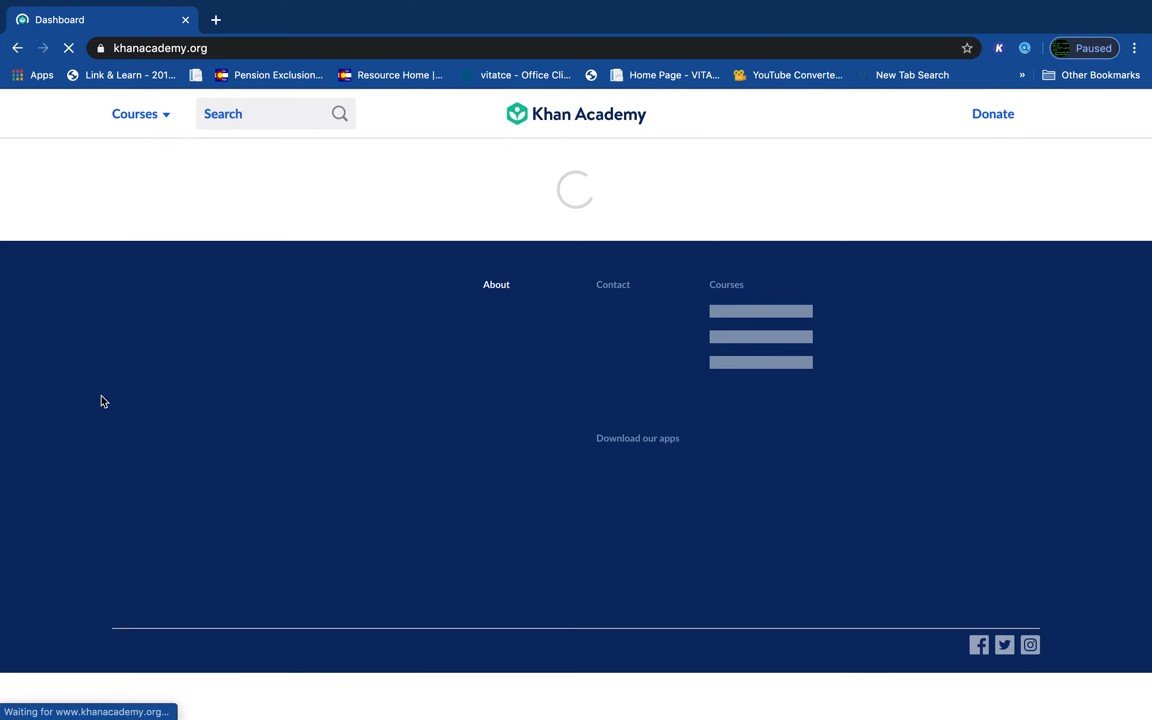 Dashboard
khanacademy.org
Paused
Apps
Link & Learn - 201...
Pension Exclusion...
Resource Home |...
vitatce - Office Cli...
Home Page - VITA...
YouTube Converte...
New Tab Search
»
Other Bookmarks
Courses
Search
Khan Academy
Donate
About
Contact
Courses
Download our apps
Waiting for www.khanacademy.org...